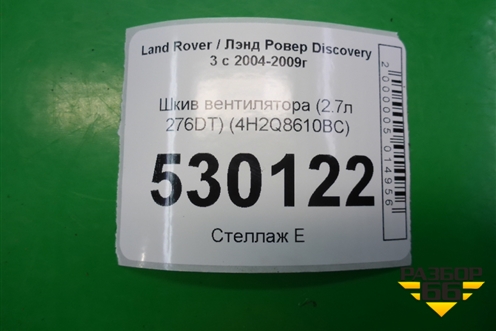 Land Rover / Лэнд Ровер Discovery
3 с 2004-2009г
Шкив вентилятора (2.7л
276DT) (4H2Q8610BC)
530122
Стеллаж Е
2000005014956
РАЗБОР
66